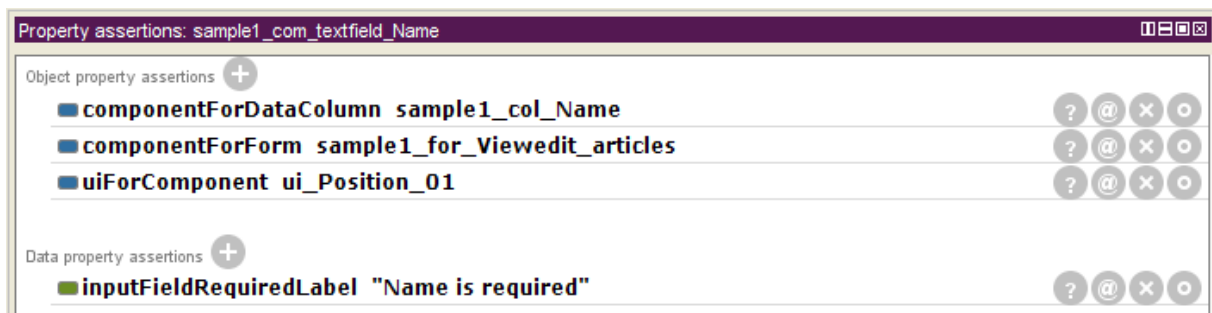 Property assertions: sample1_com_textfield_Name
Object property assertions
componentForDataColumn sample1_col_Name
componentForForm sample1_for_Viewedit_articles
uiForComponent ui_Position_01
Data property assertions
inputFieldRequiredLabel "Name is required"